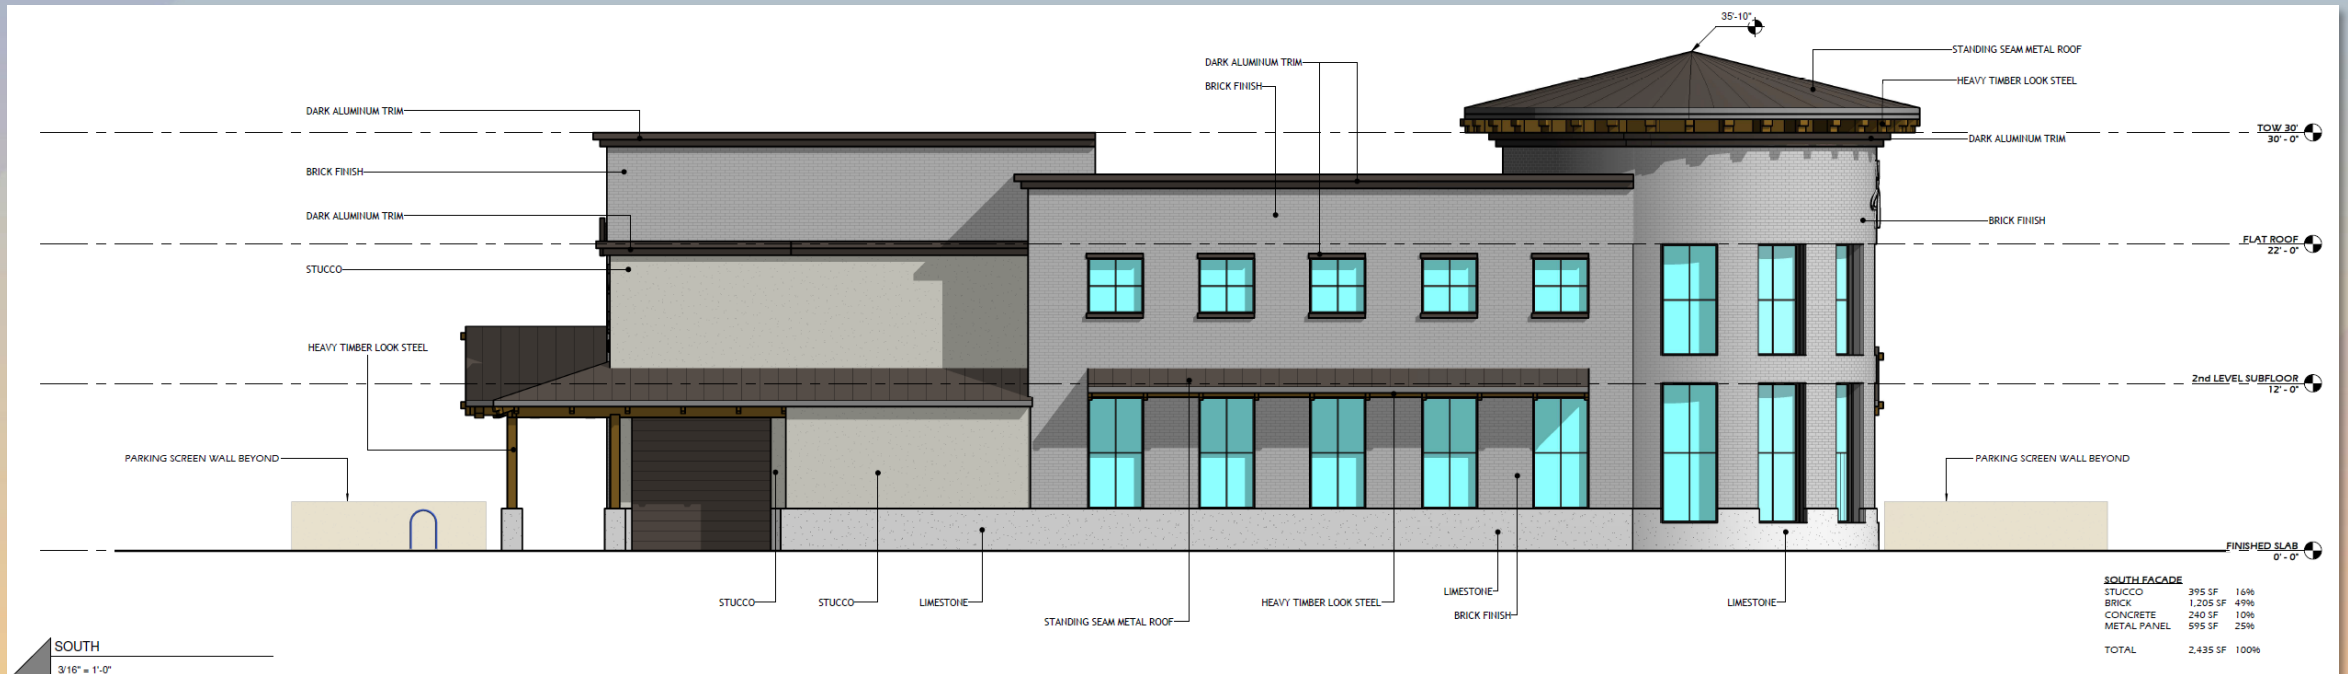 35'-10"
STANDING SEAM METAL ROOF
DARK ALUMINUM TRIM
HEAVY TIMBER LOOK STEEL
BRICK FINISH
DARK ALUMINUM TRIM
TOW 30'
30' - 0"
DARK ALUMINUM TRIM
BRICK FINISH
DARK ALUMINUM TRIM
BRICK FINISH
FLAT ROOF
22' - 0"
STUCCO
HEAVY TIMBER LOOK STEEL
2nd LEVEL SUBFLOOR
12' - 0"
PARKING SCREEN WALL BEYOND
PARKING SCREEN WALL BEYOND
FINISHED SLAB
0' - 0"
STUCCO
STUCCO
LIMESTONE
STANDING SEAM METAL ROOF
HEAVY TIMBER LOOK STEEL
LIMESTONE
BRICK FINISH
LIMESTONE
SOUTH FACADE
STUCCO 395 SF 16%
BRICK 1,205 SF 49%
CONCRETE 240 SF 10%
METAL PANEL 595 SF 25%
TOTAL 2,435 SF 100%
SOUTH
3/16" = 1'-0"